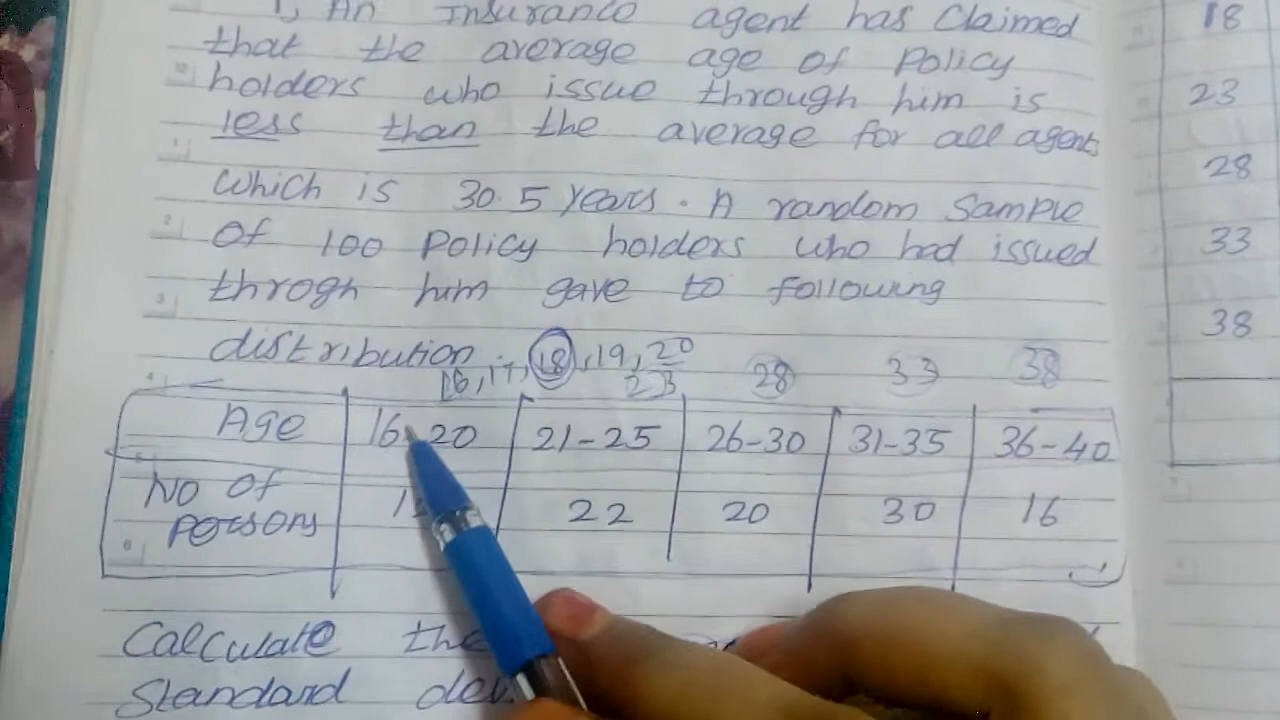 1, An Insurance agent has claimed
that the average age of Policy
holders who issue through him is
less than the average for all agents
Which is 30.5 years. A random sample
of 100 policy holders who had issued
throgh him gave to following
distribution
16, 17, 18, 19, 20
23 28 33 38
Age 16-20 21-25 26-30 31-35 36-40
No of persons 22 20 30 16
Calculate the
Standard
18
23
28
33
38